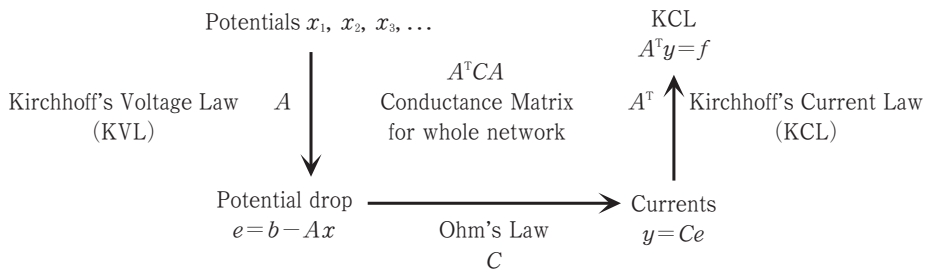 Potentials x₁, x₂, x₃, …
KCL
Aᵀy=f
AᵀCA
Conductance Matrix
for whole network
Kirchhoff's Voltage Law
(KVL)
A
Aᵀ
Kirchhoff's Current Law
(KCL)
Potential drop
e=b−Ax
Ohm's Law
C
Currents
y=Ce